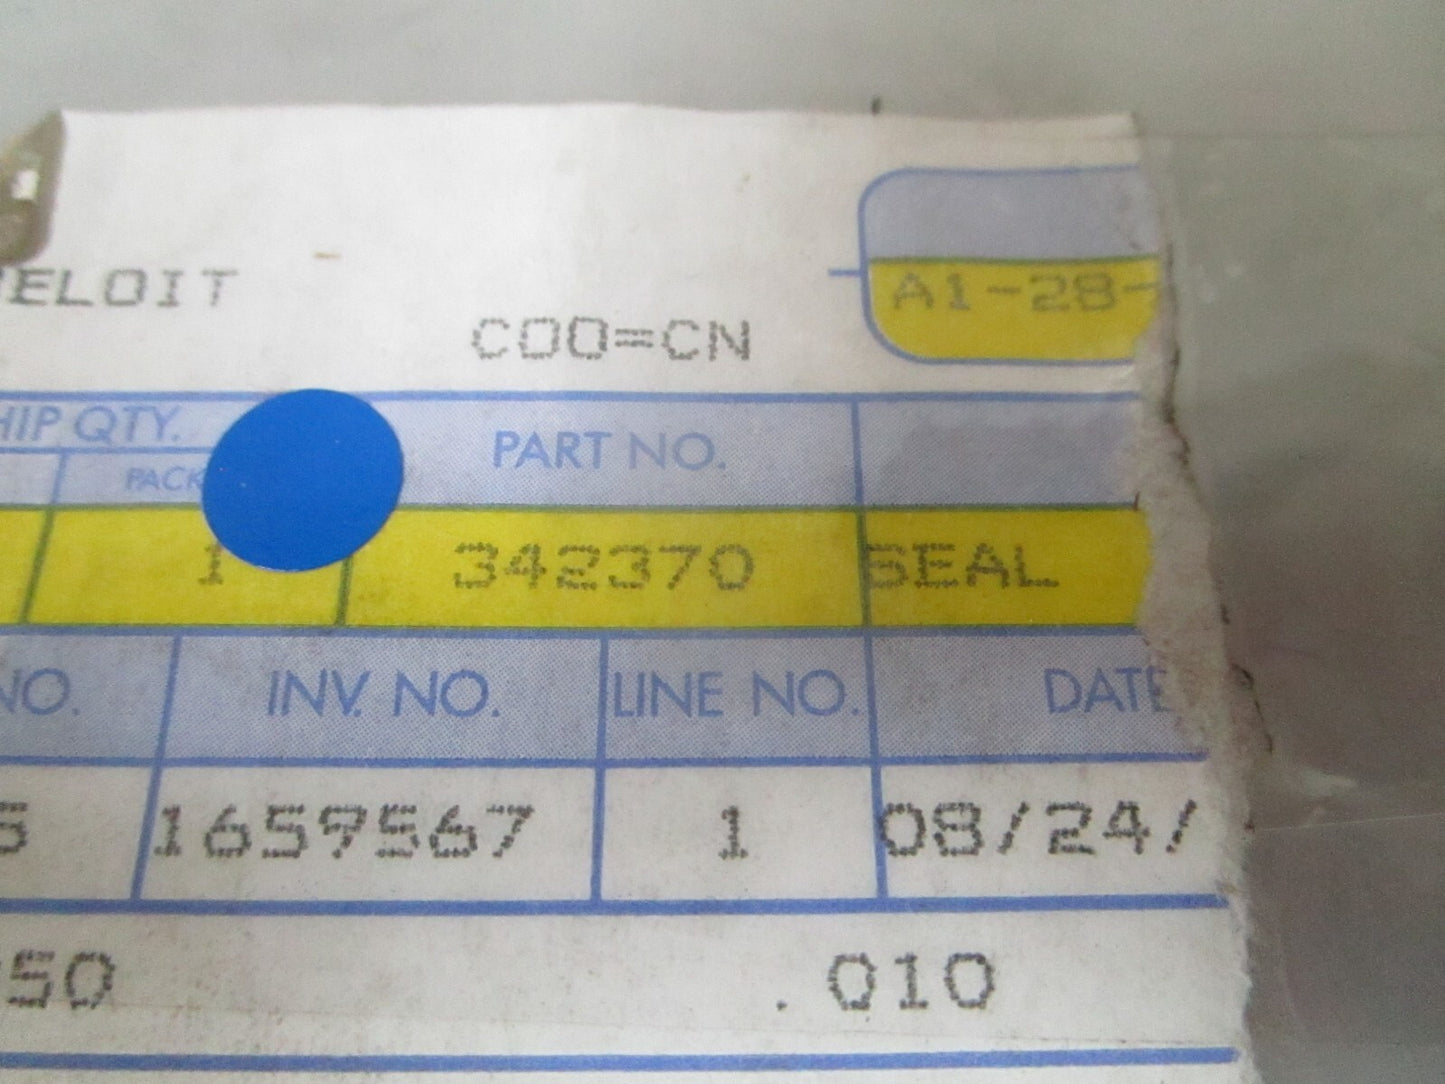 ELOIT
COO=CN
A1-28-
HIP QTY.
PACK
PART NO.
1 342370 SEAL
NO. INV. NO. LINE NO. DATE
5 1659567 1 08/24/
50 .010